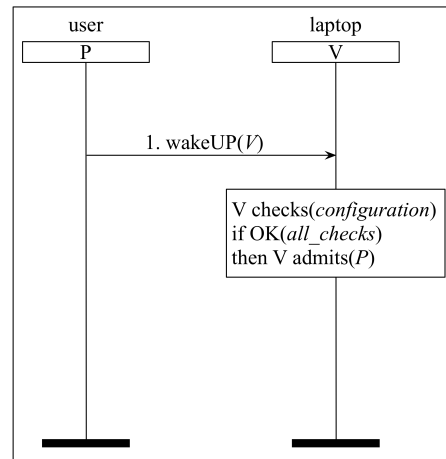 user
laptop
P
V
1. wakeUP(V)
V checks(configuration)
if OK(all_checks)
then V admits(P)